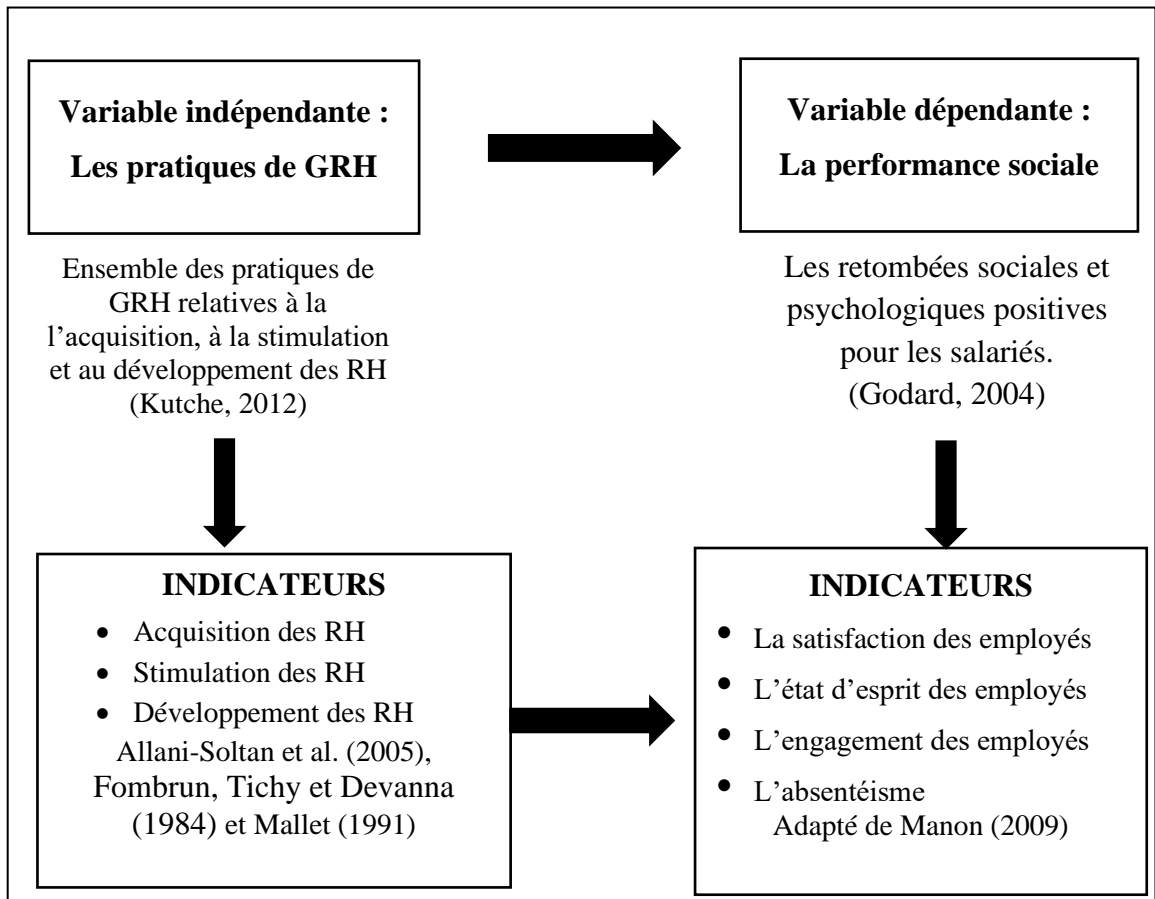 Variable indépendante :
Les pratiques de GRH
Variable dépendante :
La performance sociale
Ensemble des pratiques de
GRH relatives à la
l’acquisition, à la stimulation
et au développement des RH
(Kutche, 2012)
Les retombées sociales et
psychologiques positives
pour les salariés.
(Godard, 2004)
INDICATEURS
• Acquisition des RH
• Stimulation des RH
• Développement des RH
Allani-Soltan et al. (2005),
Fombrun, Tichy et Devanna
(1984) et Mallet (1991)
INDICATEURS
• La satisfaction des employés
• L’état d’esprit des employés
• L’engagement des employés
• L’absentéisme
Adapté de Manon (2009)